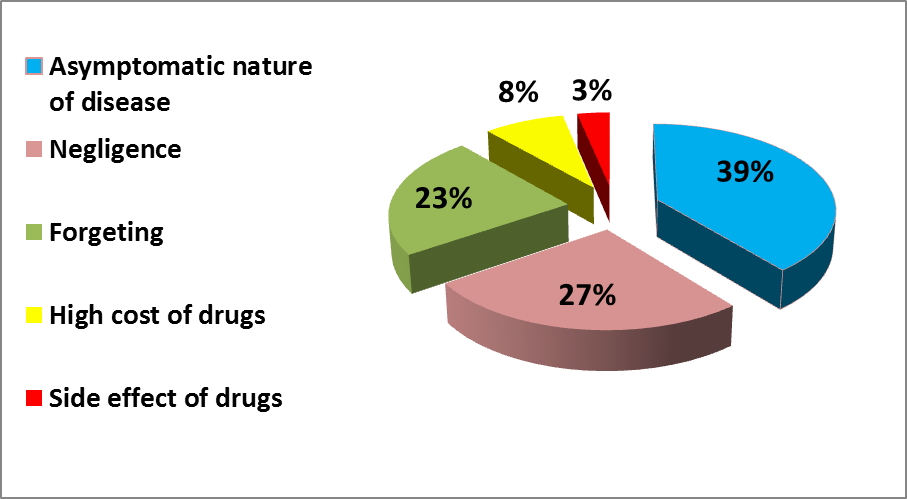 Asymptomatic nature
of disease
Negligence
Forgeting
High cost of drugs
Side effect of drugs
39%
27%
23%
8%
3%